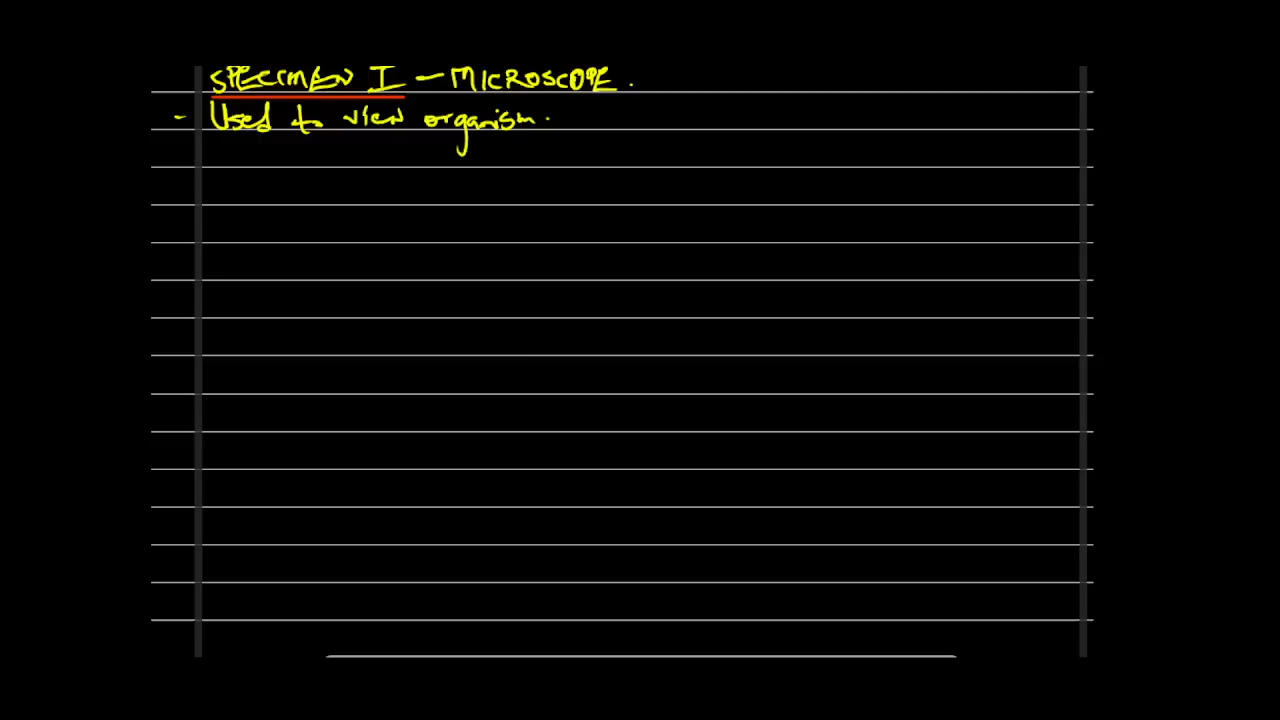 SPECIMEN I - MICROSCOPE.
- Used to view organism.